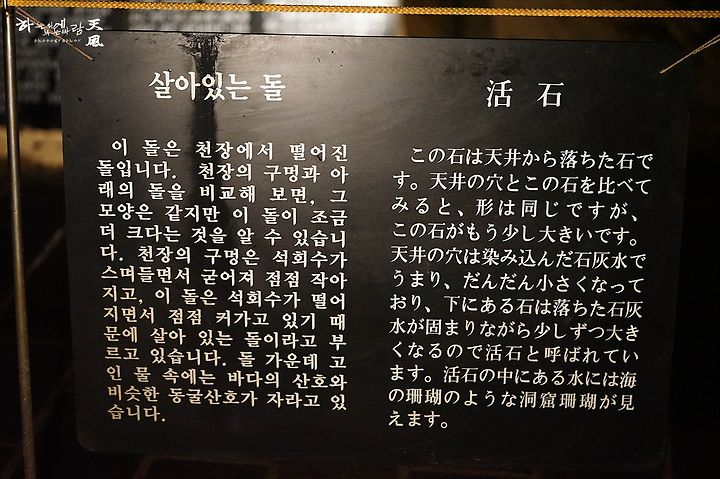 하늘에 바람 天風
살아있는 돌
이 돌은 천장에서 떨어진
돌입니다. 천장의 구멍과 아
래의 돌을 비교해 보면, 그
모양은 같지만 이 돌이 조금
더 크다는 것을 알 수 있습니
다. 천장의 구멍은 석회수가
스며들면서 굳어져 점점 작아
지고, 이 돌은 석회수가 떨어
지면서 점점 커가고 있기 때
문에 살아 있는 돌이라고 부
르고 있습니다. 돌 가운데 고
인 물 속에는 바다의 산호와
비슷한 동굴산호가 자라고 있
습니다.
活石
この石は天井から落ちた石で
す。天井の穴とこの石を比べて
みると、形は同じですが、
この石がもう少し大きいです。
天井の穴は染み込んだ石灰水で
うまり、だんだん小さくなって
おり、下にある石は落ちた石灰
水が固まりながら少しずつ大き
くなるので活石と呼ばれてい
ます。活石の中にある水には海
の珊瑚のような洞窟珊瑚が見
えます。